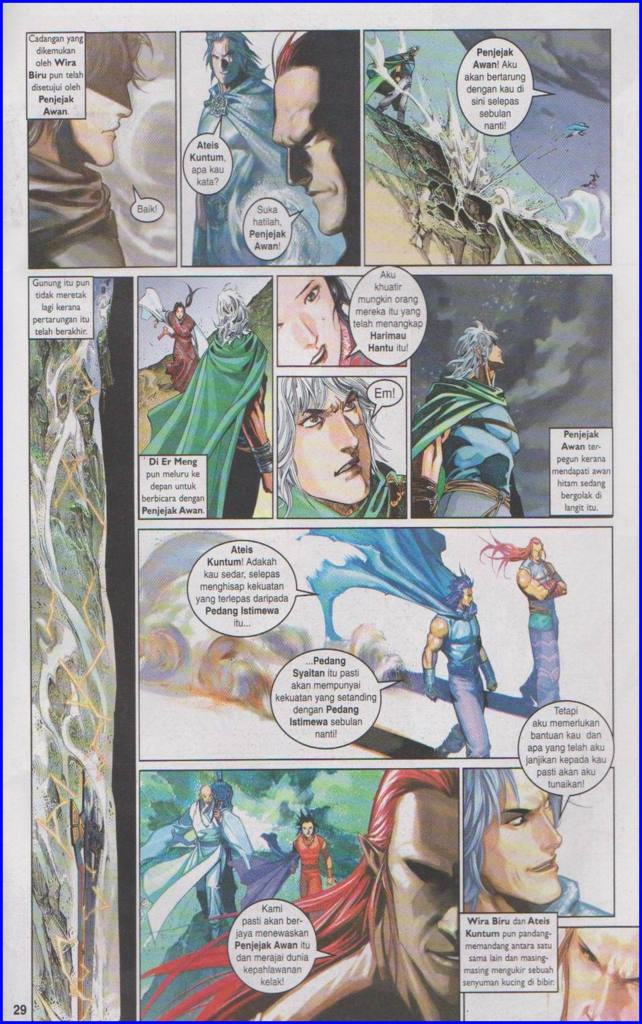 Cadangan yang
dikemukan
oleh Wira
Biru pun telah
disetujui oleh
Penjejak
Awan.
Baik!
Ateis
Kuntum,
apa kau
kata?
Suka
hatilah,
Penjejak
Awan!
Penjejak
Awan! Aku
akan bertarung
dengan kau di
sini selepas
sebulan
nanti!
Gunung itu pun
tidak meretak
lagi kerana
pertarungan itu
telah berakhir.
Di Er Meng
pun meluru ke
depan untuk
berbicara dengan
Penjejak Awan.
Aku
khuatir
mungkin orang
mereka itu yang
telah menangkap
Harimau
Hantu itu!
Em!
Penjejak
Awan ter-
pegun kerana
mendapati awan
hitam sedang
bergolak di
langit itu.
Ateis
Kuntum! Adakah
kau sedar, selepas
menghisap kekuatan
yang terlepas daripada
Pedang Istimewa
itu...
...Pedang
Syaitan itu pasti
akan mempunyai
kekuatan yang setanding
dengan Pedang
Istimewa sebulan
nanti!
Tetapi
aku memerlukan
bantuan kau dan
apa yang telah aku
janjikan kepada kau
pasti akan aku
tunaikan!
Kami
pasti akan ber-
jaya menewaskan
Penjejak Awan itu
dan merajai dunia
kepahlawanan
kelak!
Wira Biru dan Ateis
Kuntum pun pandang-
memandang antara satu
sama lain dan masing-
masing mengukir sebuah
senyuman kucing di bibir.
29